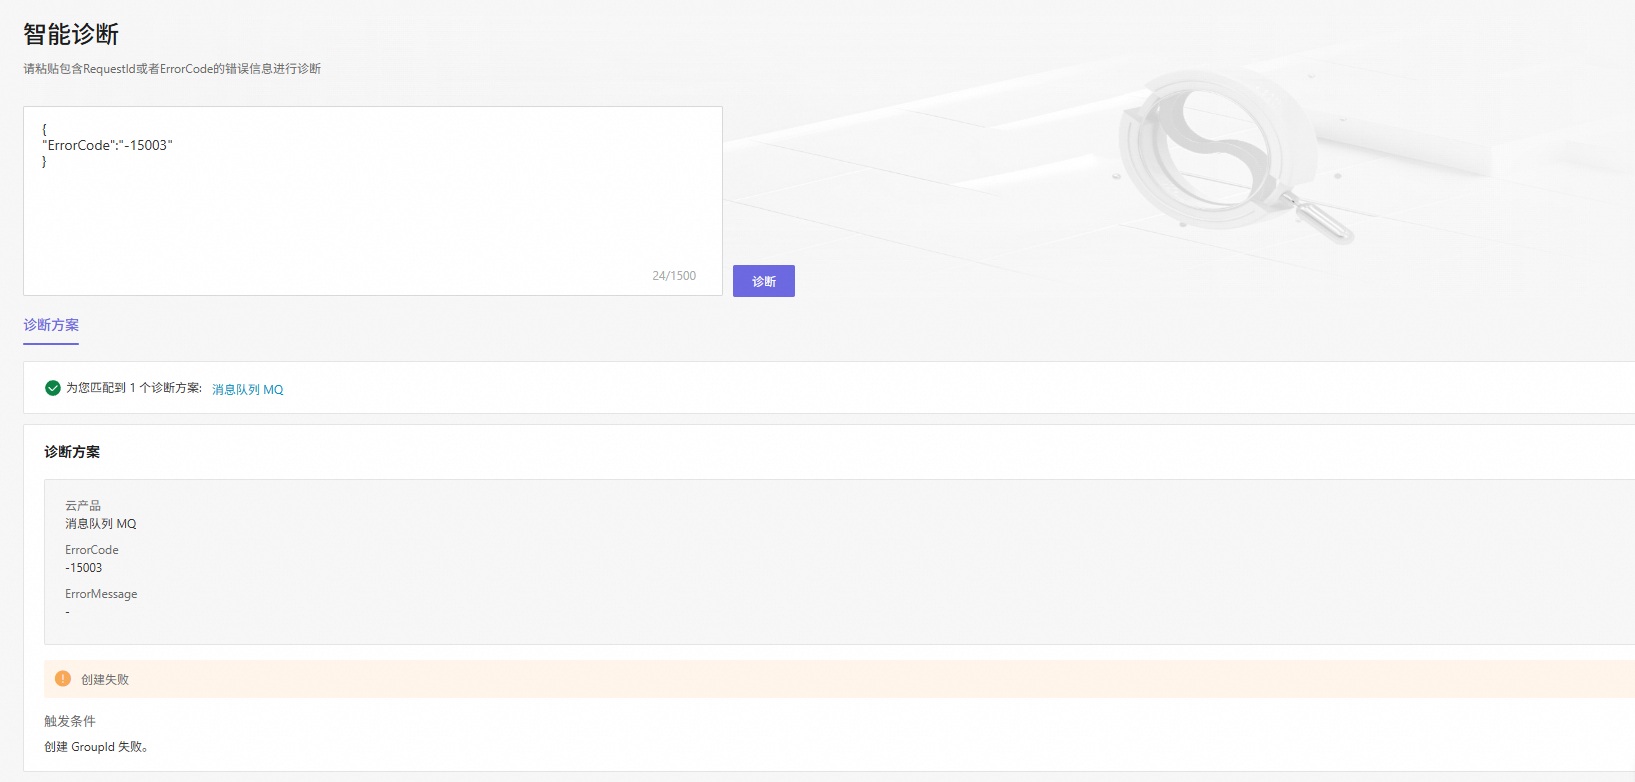 智能诊断
请粘贴包含RequestId或者ErrorCode的错误信息进行诊断
{
"ErrorCode":"-15003"
}
24/1500
诊断
诊断方案
为您匹配到 1 个诊断方案: 消息队列 MQ
诊断方案
云产品
消息队列 MQ
ErrorCode
-15003
ErrorMessage
-
创建失败
触发条件
创建 GroupId 失败。